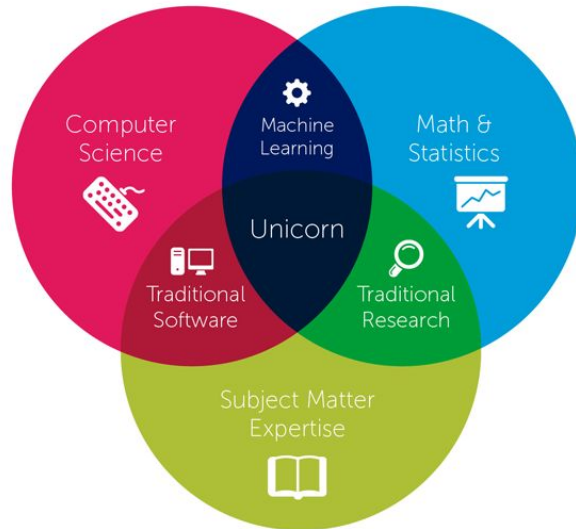 Computer
Science
Machine
Learning
Math &
Statistics
Unicorn
Traditional
Software
Traditional
Research
Subject Matter
Expertise